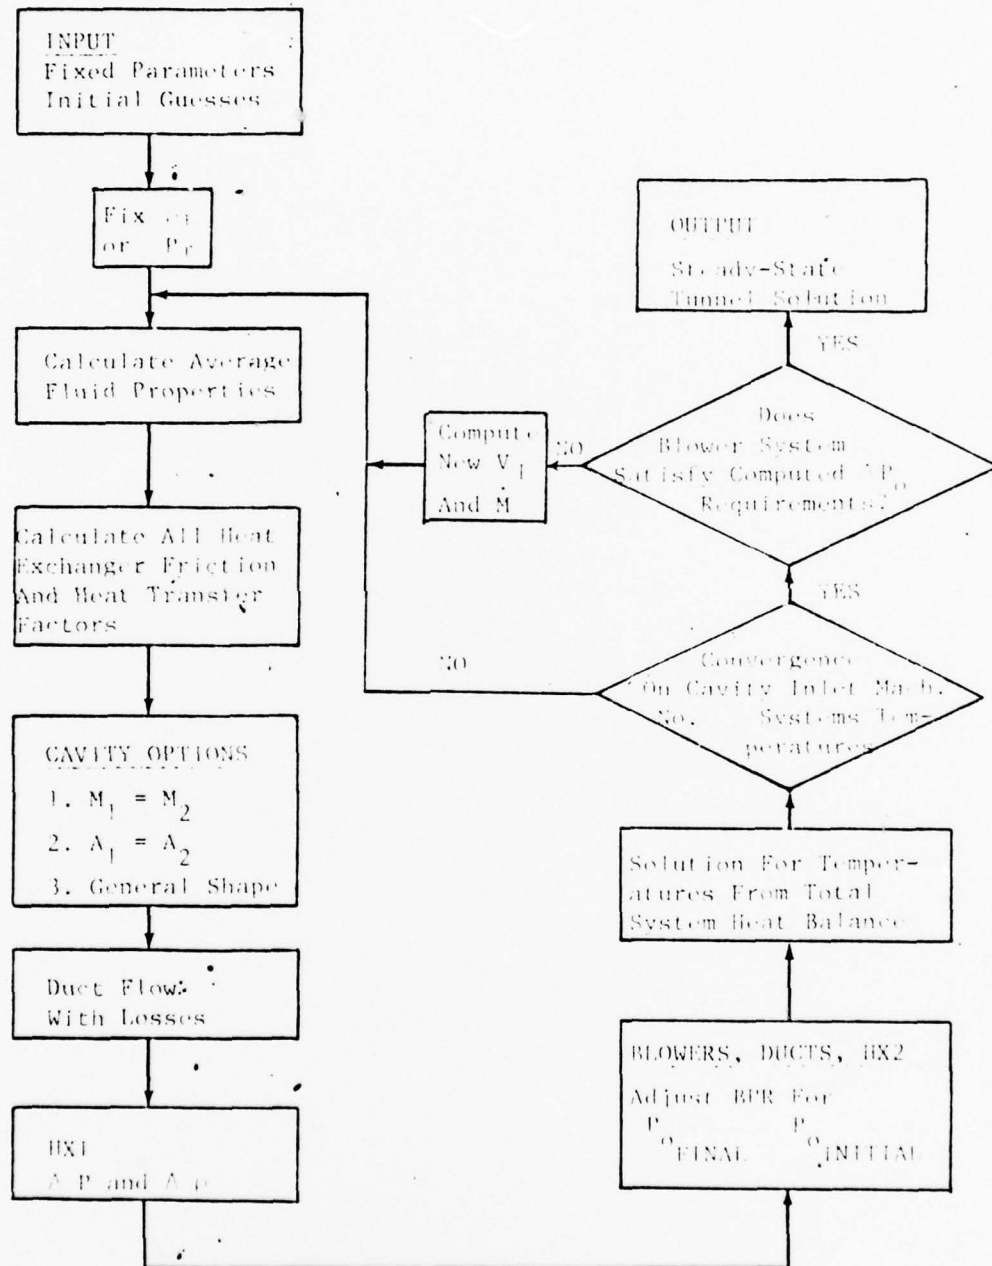 INPUT
Fixed Parameters
Initial Guesses
Fix
or P
Calculate Average
Fluid Properties
Calculate All Heat
Exchanger Friction
And Heat Transfer
Factors
CAVITY OPTIONS
1. M1 = M2
2. A1 = A2
3. General Shape
Duct Flow
With Losses
HX1
Δ P and Δ
BLOWERS, DUCTS, HX2
Adjust BPR For
Po FINAL Po INITIAL
Solution For Temper-
atures From Total
System Heat Balance
Convergence
On Cavity Inlet Mach.
No. Systems Tem-
peratures
NO
YES
Does
Blower System
Satisfy Computed Po
Requirements?
NO
Compute
New V1
And M
YES
OUTPUT
Steady-State
Tunnel Solution